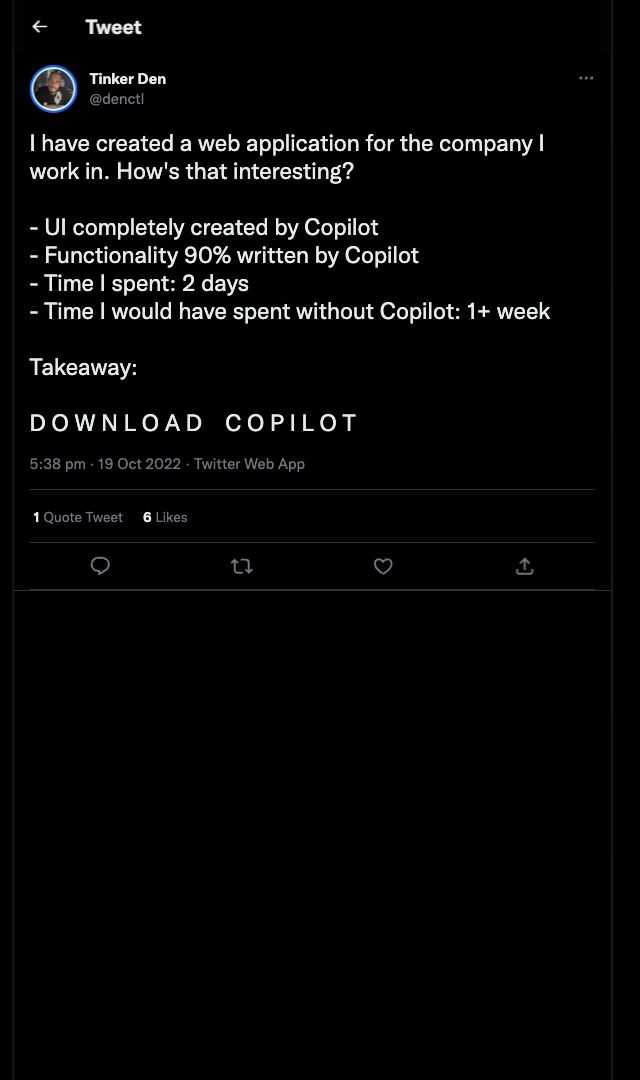 Tweet
Tinker Den
@denctl
I have created a web application for the company I
work in. How's that interesting?
- UI completely created by Copilot
- Functionality 90% written by Copilot
- Time I spent: 2 days
- Time I would have spent without Copilot: 1+ week
Takeaway:
D O W N L O A D   C O P I L O T
5:38 pm · 19 Oct 2022 · Twitter Web App
1 Quote Tweet 6 Likes